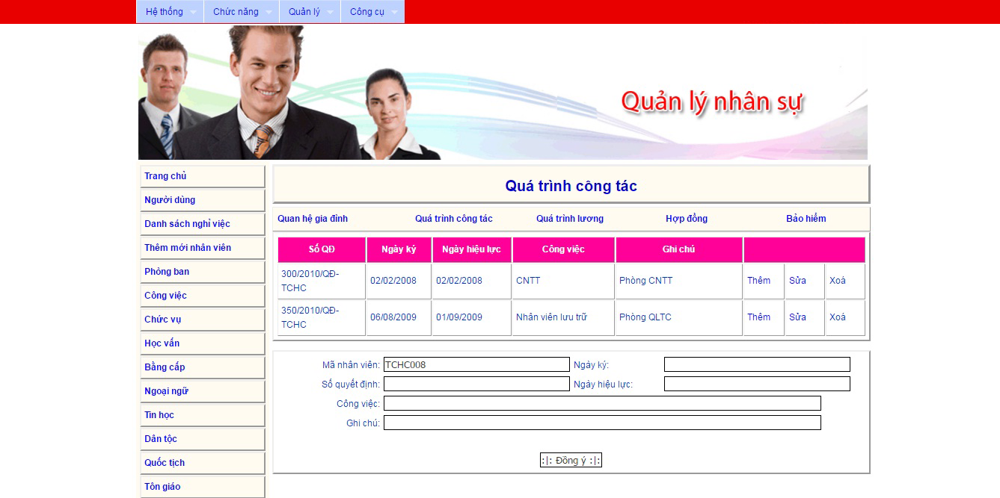 Hệ thống Chức năng Quản lý Công cụ
Quản lý nhân sự
Trang chủ
Người dùng
Danh sách nghỉ việc
Thêm mới nhân viên
Phòng ban
Công việc
Chức vụ
Học vấn
Bằng cấp
Ngoại ngữ
Tin học
Dân tộc
Quốc tịch
Tôn giáo
Quá trình công tác
Quan hệ gia đình Quá trình công tác Quá trình lương Hợp đồng Bảo hiểm
Số QĐ Ngày ký Ngày hiệu lực Công việc Ghi chú
300/2010/QĐ-TCHC 02/02/2008 02/02/2008 CNTT Phòng CNTT Thêm Sửa Xoá
350/2010/QĐ-TCHC 06/08/2009 01/09/2009 Nhân viên lưu trữ Phòng QLTC Thêm Sửa Xoá
Mã nhân viên: TCHC008 Ngày ký:
Số quyết định: Ngày hiệu lực:
Công việc:
Ghi chú:
:|: Đồng ý :|: